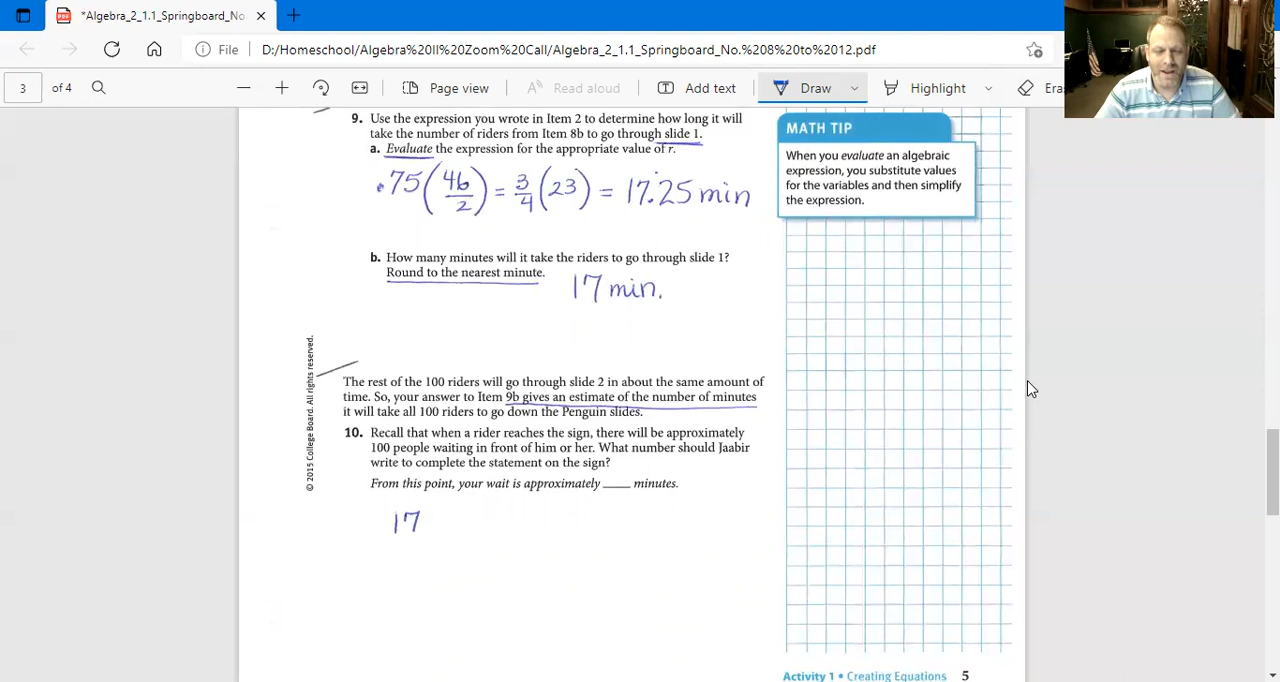 *Algebra_2_1.1_Springboard_No.
File
D:/Homeschool/Algebra%20II%20Zoom%20Call/Algebra_2_1.1_Springboard_No.%208%20to%2012.pdf
3 of 4
Page view
Read aloud
Add text
Draw
Highlight
Era
9. Use the expression you wrote in Item 2 to determine how long it will
take the number of riders from Item 8b to go through slide 1.
a. Evaluate the expression for the appropriate value of r.
.75(46/2) = 3/4(23) = 17.25 min
b. How many minutes will it take the riders to go through slide 1?
Round to the nearest minute.
17 min.
The rest of the 100 riders will go through slide 2 in about the same amount of
time. So, your answer to Item 9b gives an estimate of the number of minutes
it will take all 100 riders to go down the Penguin slides.
10. Recall that when a rider reaches the sign, there will be approximately
100 people waiting in front of him or her. What number should Jaabir
write to complete the statement on the sign?
From this point, your wait is approximately ____ minutes.
17
© 2015 College Board. All rights reserved.
MATH TIP
When you evaluate an algebraic
expression, you substitute values
for the variables and then simplify
the expression.
Activity 1 • Creating Equations 5